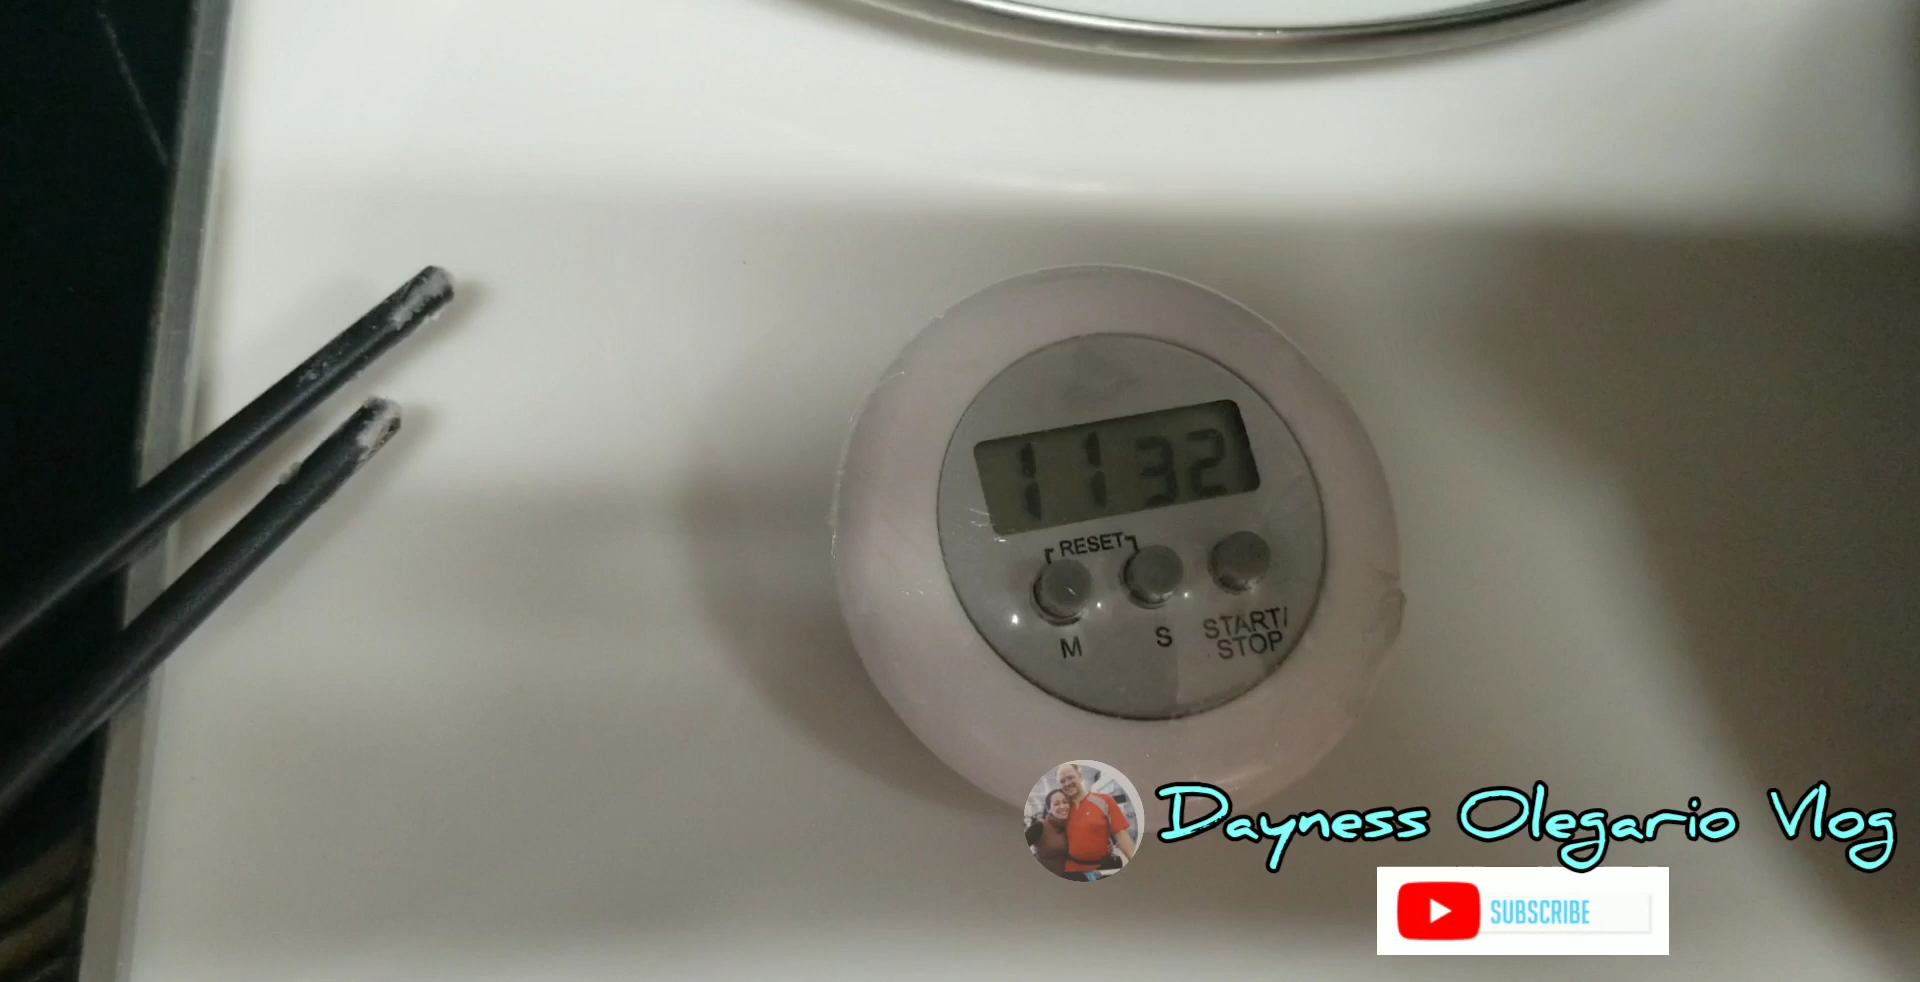 11 32
RESET
M S START/
STOP
Dayness Olegario Vlog
SUBSCRIBE